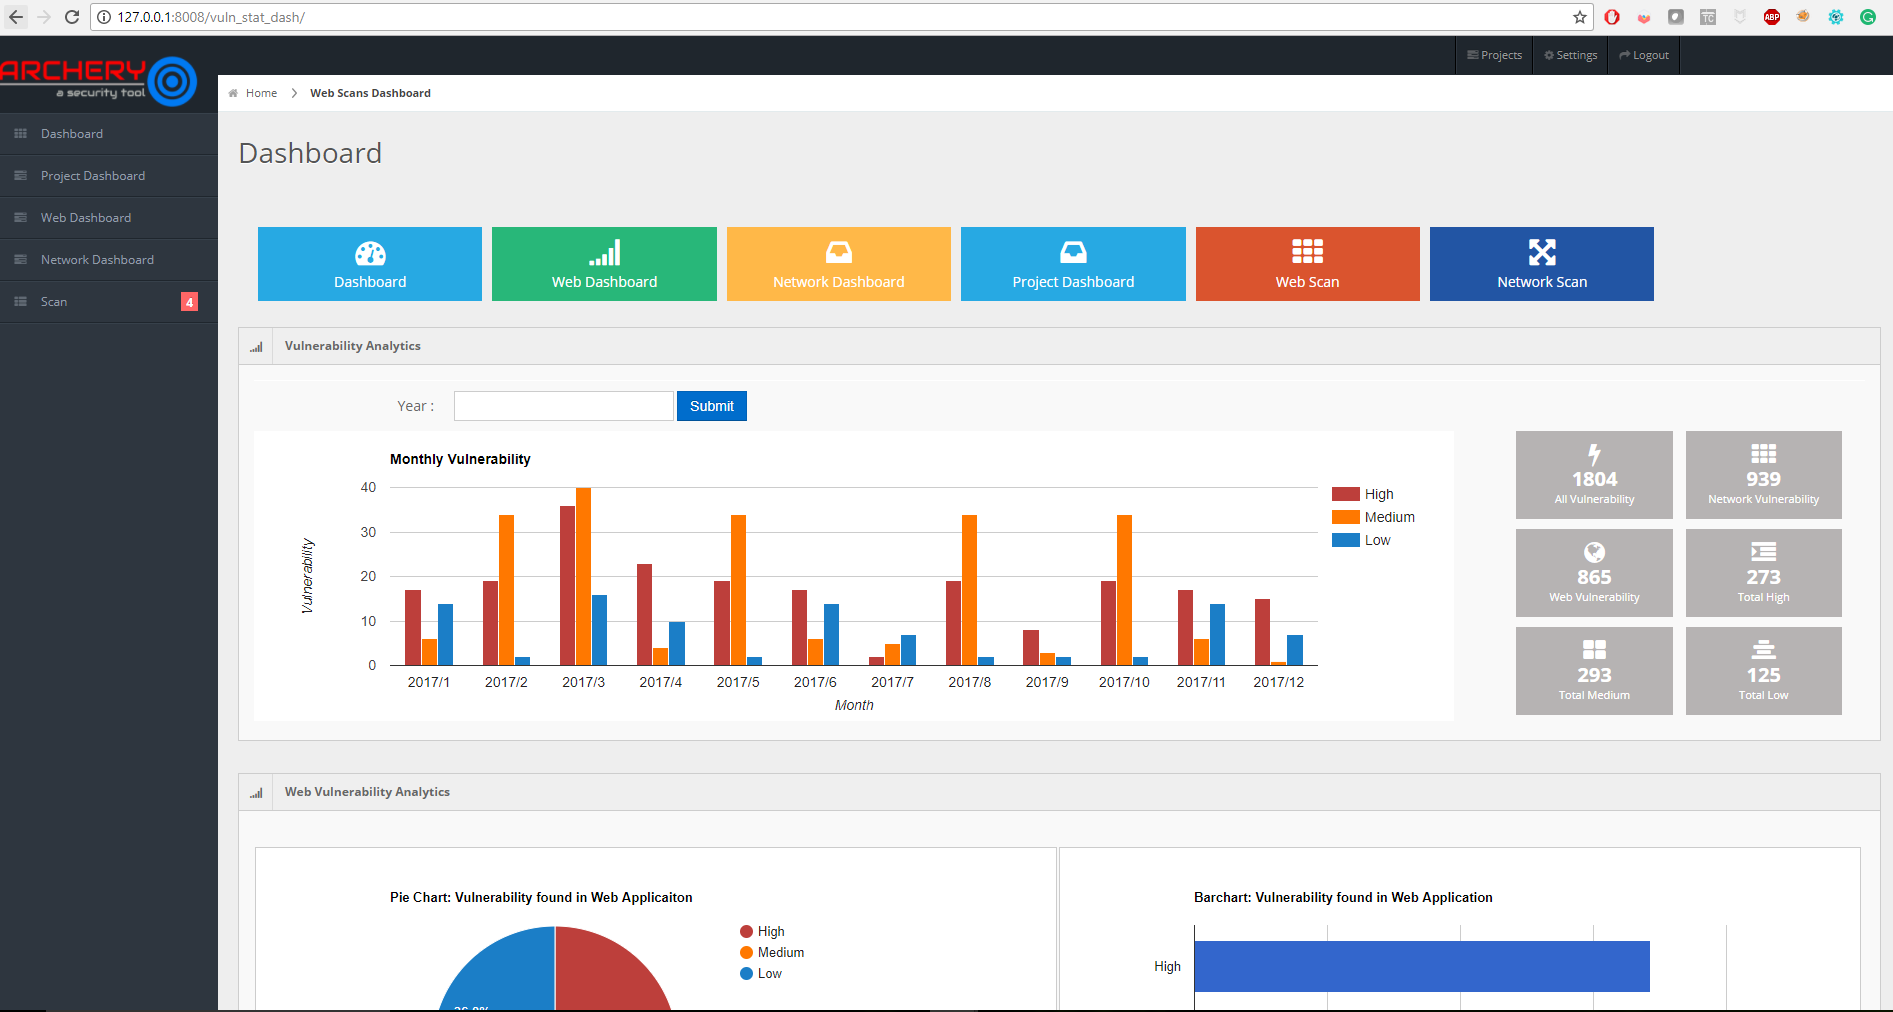 127.0.0.1:8008/vuln_stat_dash/
TC
ABP
G
ARCHERY
a security tool
Projects
Settings
Logout
Home
Web Scans Dashboard
Dashboard
Project Dashboard
Web Dashboard
Network Dashboard
Scan
4
Dashboard
Dashboard
Web Dashboard
Network Dashboard
Project Dashboard
Web Scan
Network Scan
Vulnerability Analytics
Year :
Submit
Monthly Vulnerability
Vulnerability
40
30
20
10
0
2017/1
2017/2
2017/3
2017/4
2017/5
2017/6
2017/7
2017/8
2017/9
2017/10
2017/11
2017/12
Month
High
Medium
Low
1804
All Vulnerability
939
Network Vulnerability
865
Web Vulnerability
273
Total High
293
Total Medium
125
Total Low
Web Vulnerability Analytics
Pie Chart: Vulnerability found in Web Applicaiton
High
Medium
Low
Barchart: Vulnerability found in Web Application
High